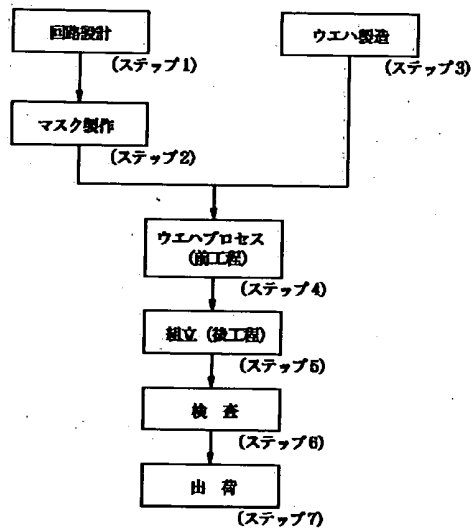 回路設計
(ステップ1)
ウエハ製造
(ステップ3)
マスク製作
(ステップ2)
ウエハプロセス
(前工程)
(ステップ4)
組立(後工程)
(ステップ5)
検 査
(ステップ6)
出 荷
(ステップ7)